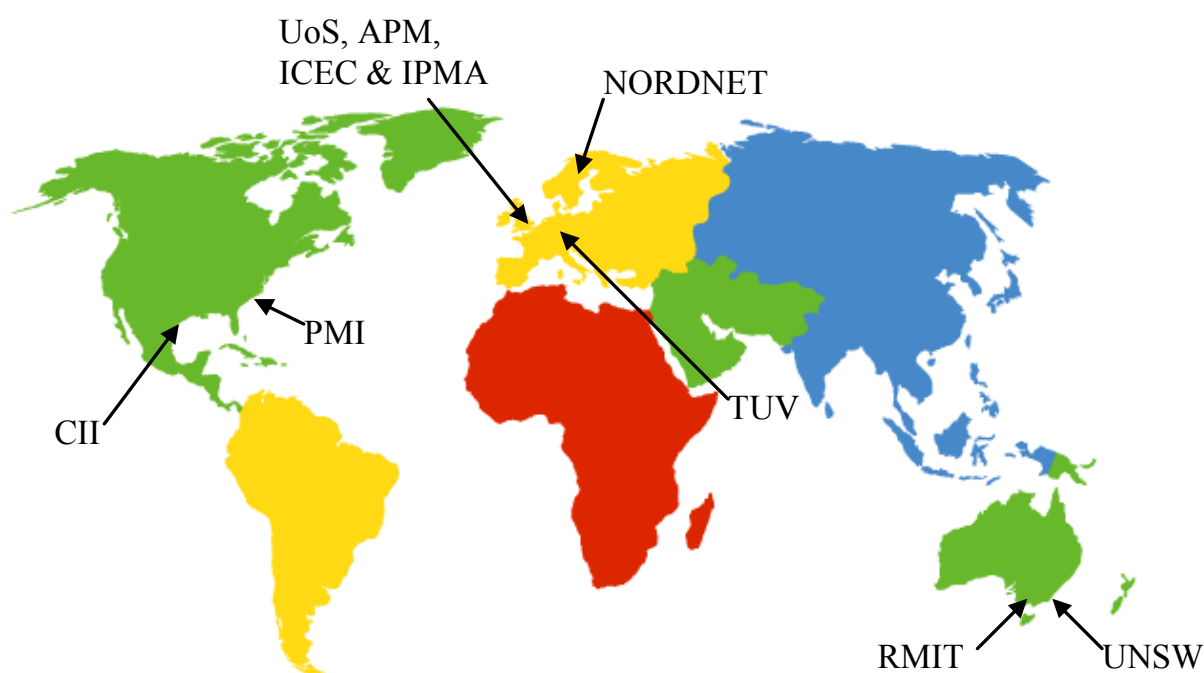 UoS, APM,
ICEC & IPMA
NORDNET
PMI
CII
TUV
RMIT
UNSW